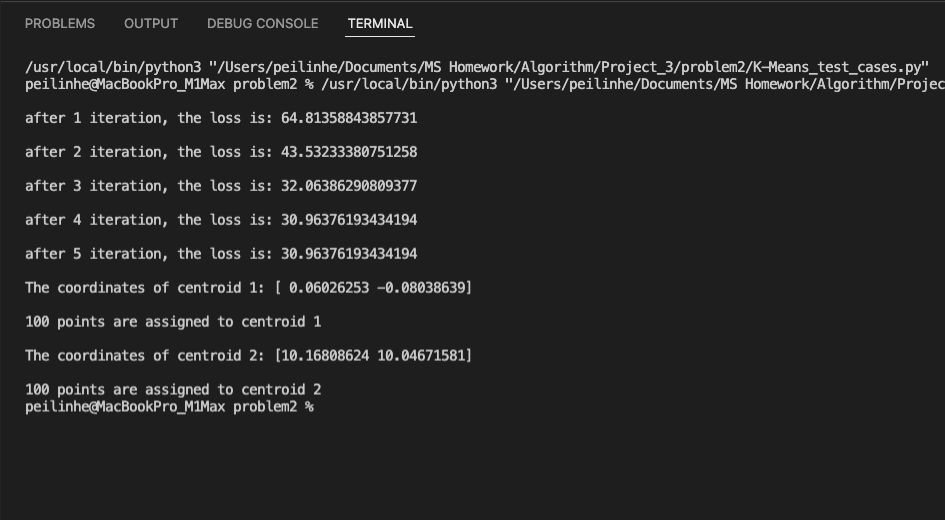 PROBLEMS OUTPUT DEBUG CONSOLE TERMINAL
/usr/local/bin/python3 "/Users/peilinhe/Documents/MS Homework/Algorithm/Project_3/problem2/K-Means_test_cases.py"
peilinhe@MacBookPro_M1Max problem2 % /usr/local/bin/python3 "/Users/peilinhe/Documents/MS Homework/Algorithm/Projec
after 1 iteration, the loss is: 64.81358843857731
after 2 iteration, the loss is: 43.53233380751258
after 3 iteration, the loss is: 32.06386290809377
after 4 iteration, the loss is: 30.96376193434194
after 5 iteration, the loss is: 30.96376193434194
The coordinates of centroid 1: [ 0.06026253 -0.08038639]
100 points are assigned to centroid 1
The coordinates of centroid 2: [10.16808624 10.04671581]
100 points are assigned to centroid 2
peilinhe@MacBookPro_M1Max problem2 %